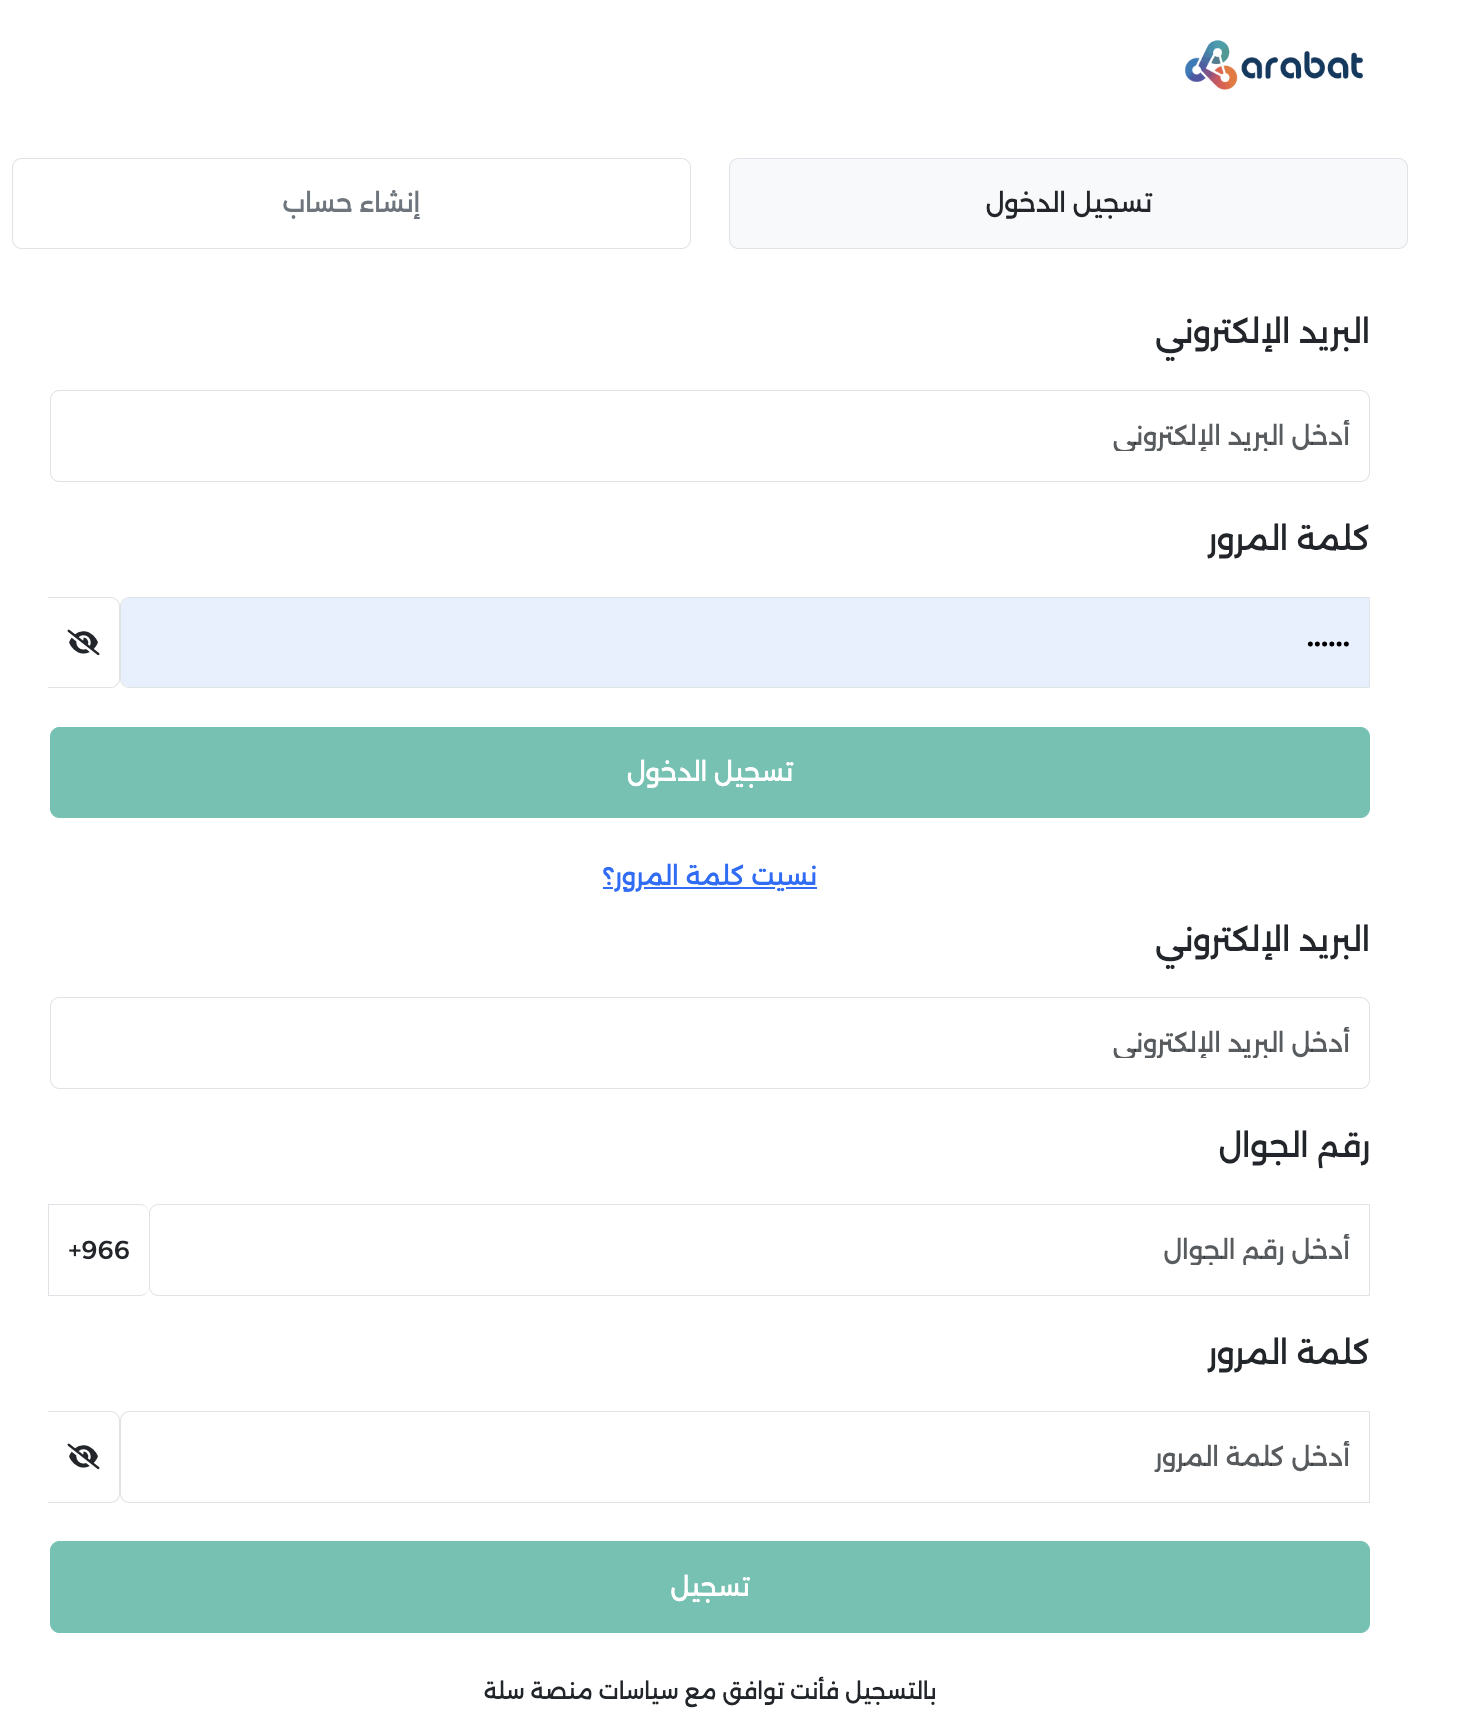 arabat
تسجيل الدخول
إنشاء حساب
البريد الإلكتروني
أدخل البريد الإلكتروني
كلمة المرور
••••••
تسجيل الدخول
نسيت كلمة المرور؟
البريد الإلكتروني
أدخل البريد الإلكتروني
رقم الجوال
أدخل رقم الجوال
+966
كلمة المرور
أدخل كلمة المرور
تسجيل
بالتسجيل فأنت توافق مع سياسات منصة سلة